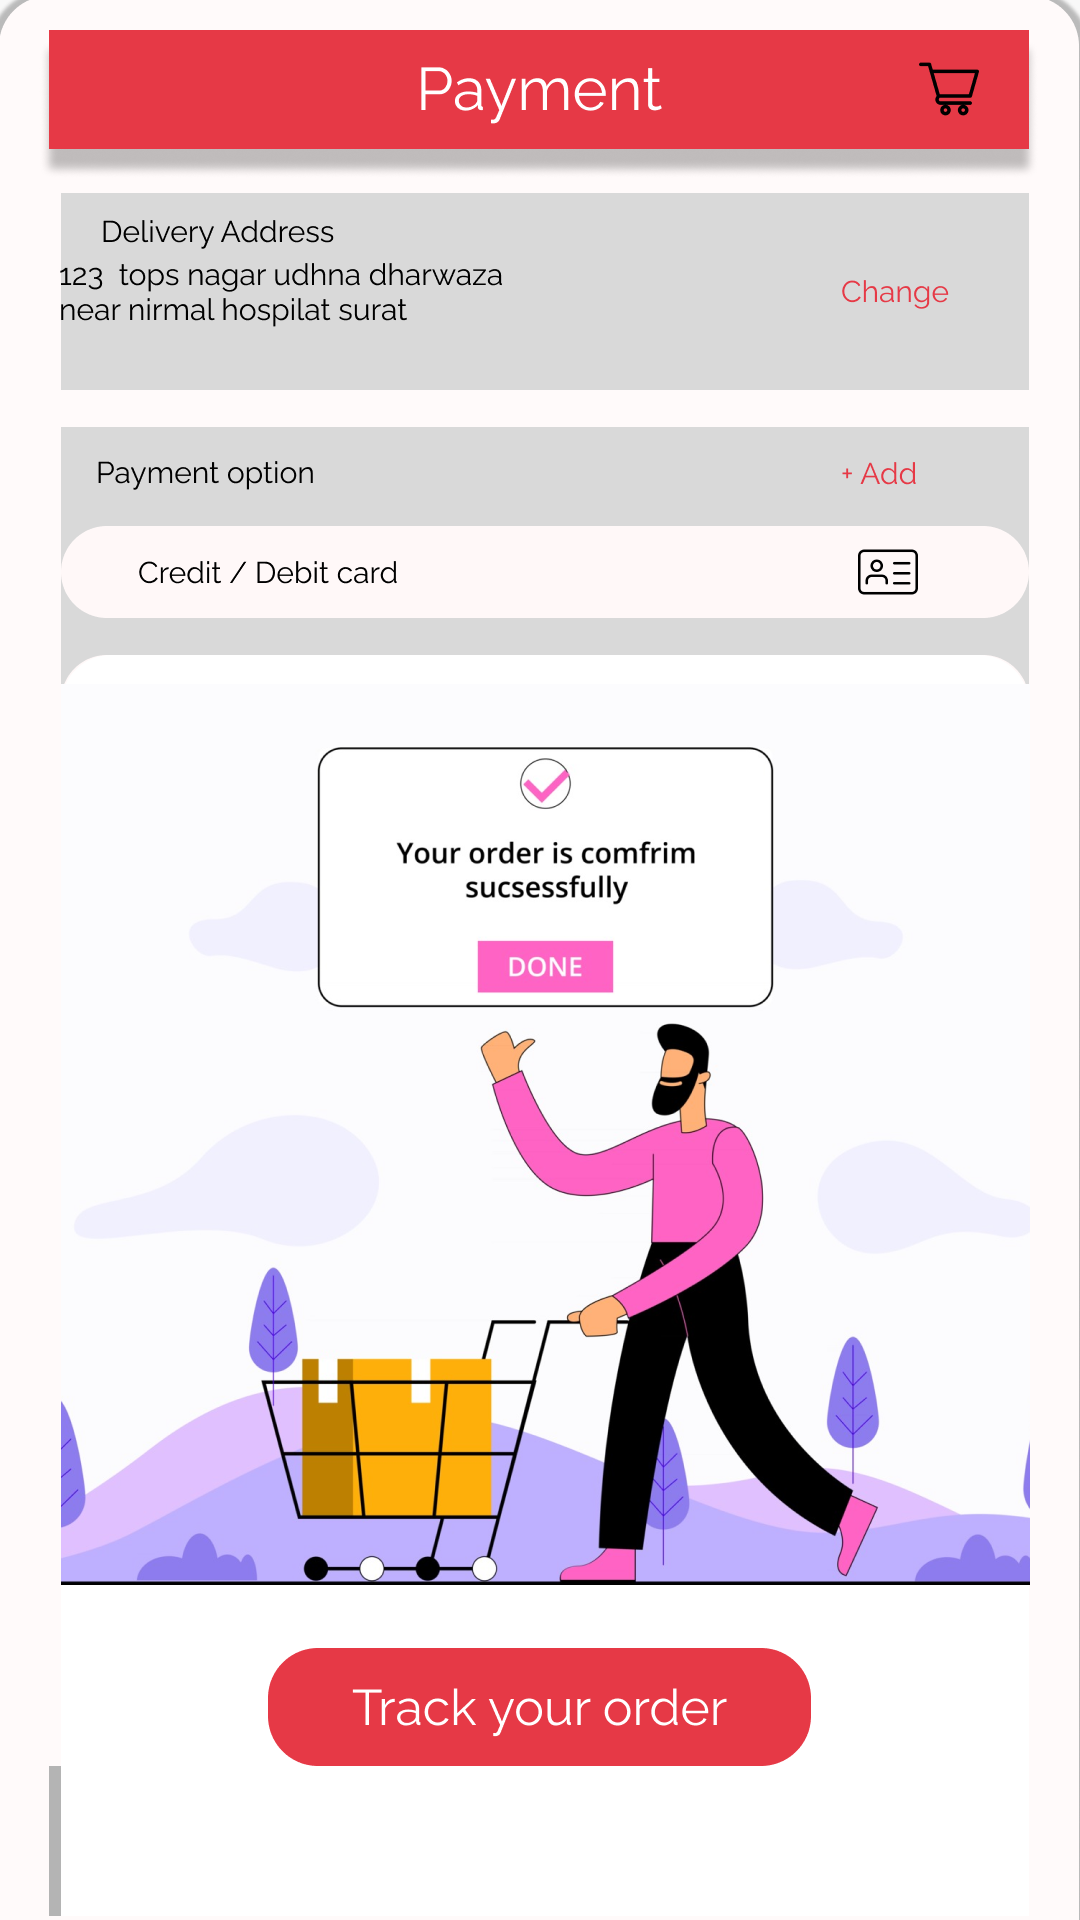 Payment
Delivery Address
123 tops nagar udhna dharwaza
near nirmal hospilat surat
Change
Payment option
+ Add
Credit / Debit card
Your order is comfrim
sucsessfully
DONE
Track your order